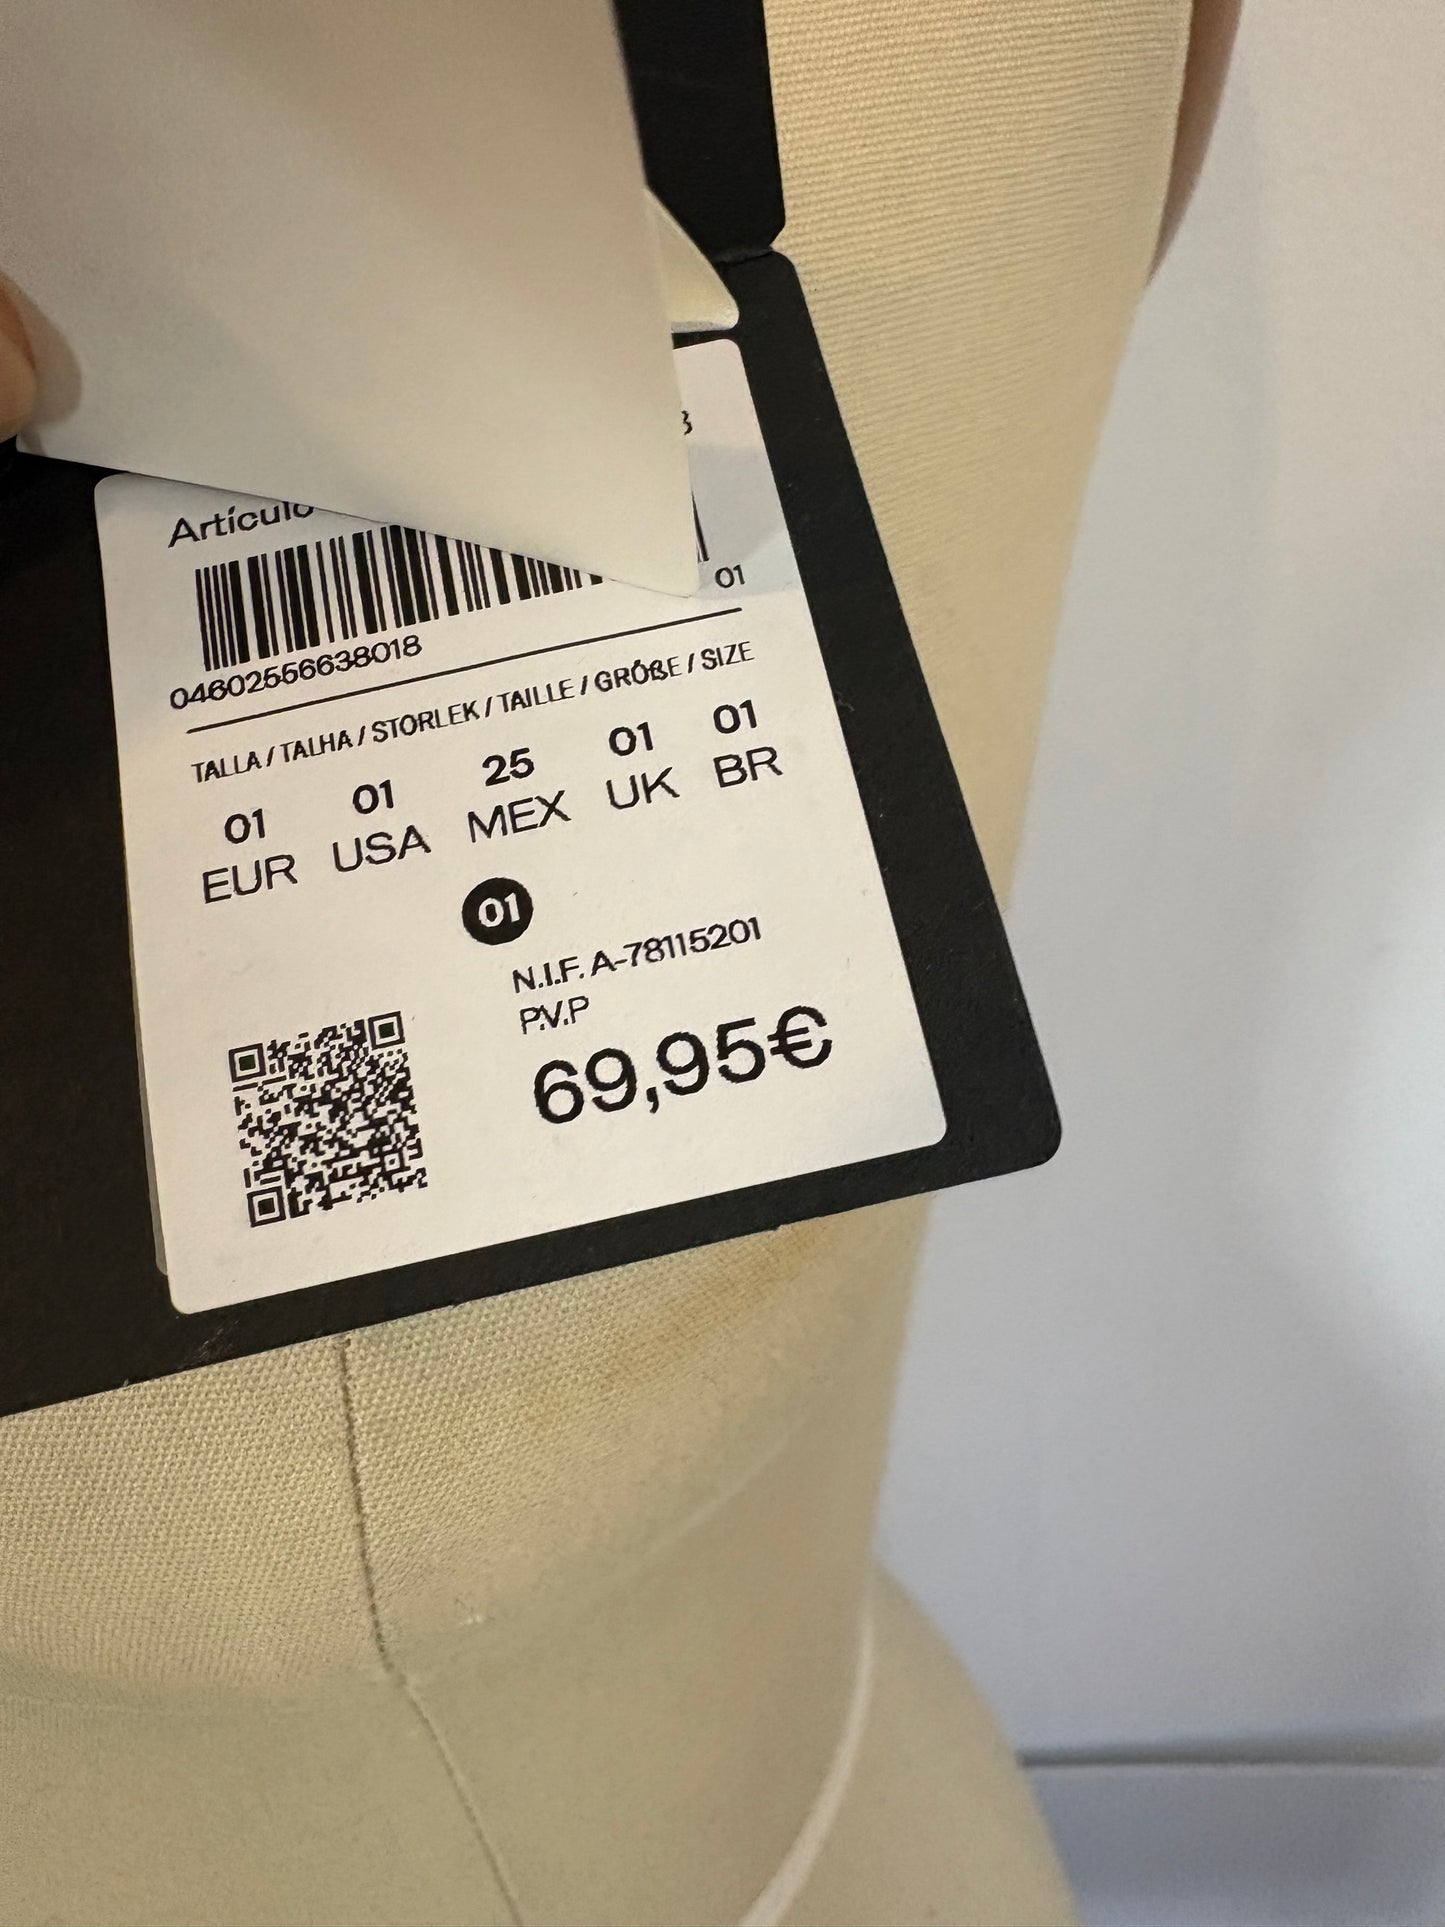 3
Artículo
01
04602556638018
TALLA / TALHA / STORLEK / TAILLE / GRÖßE / SIZE
01 01 25 01 01
EUR USA MEX UK BR
01
N.I.F. A-78115201
P.V.P
69,95€